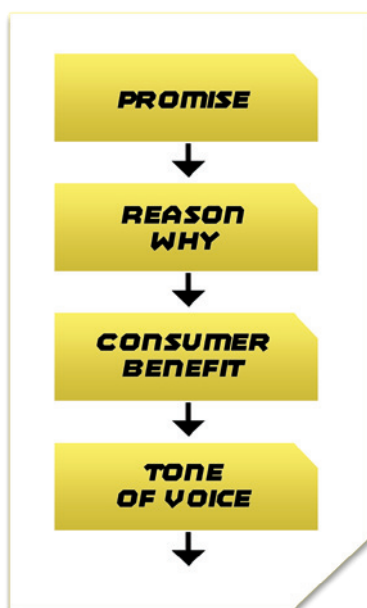 PROMISE
REASON
WHY
CONSUMER
BENEFIT
TONE
OF VOICE